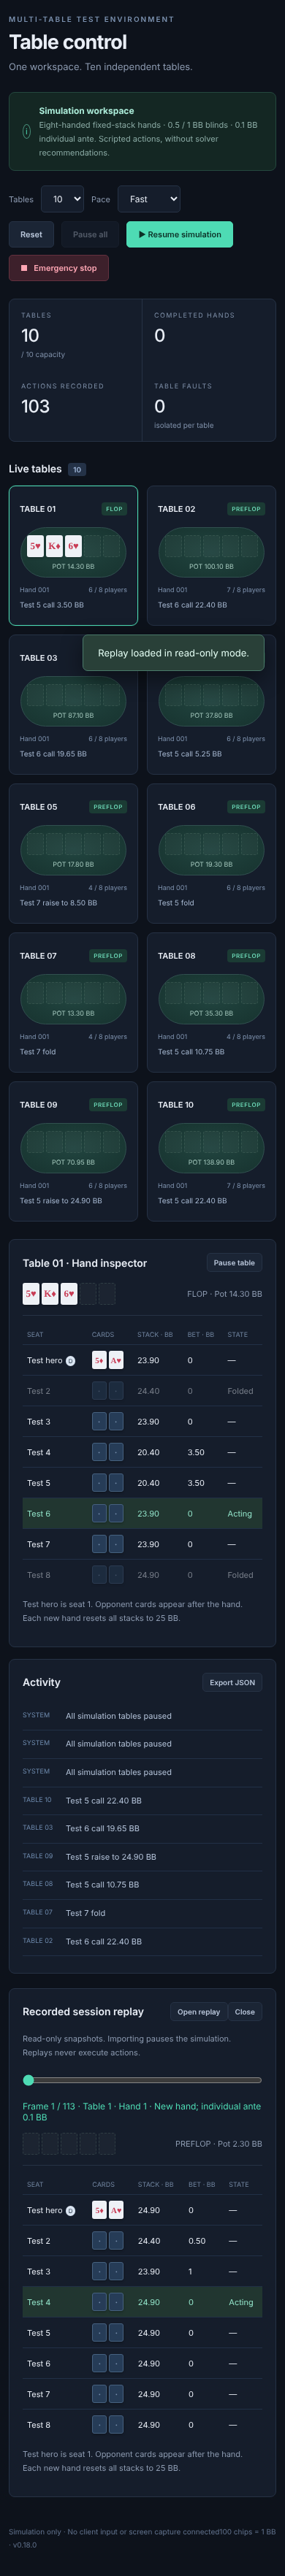 MULTI-TABLE TEST ENVIRONMENT
Table control
One workspace. Ten independent tables.
i
Simulation workspace
Eight-handed fixed-stack hands · 0.5 / 1 BB blinds · 0.1 BB
individual ante. Scripted actions, without solver
recommendations.
Tables 10 Pace Fast
Reset Pause all ▶ Resume simulation
Emergency stop
TABLES
10
/ 10 capacity
COMPLETED HANDS
0
ACTIONS RECORDED
103
TABLE FAULTS
0
isolated per table
Live tables 10
TABLE 01 FLOP
5♥ K♦ 6♥
POT 14.30 BB
Hand 001 6 / 8 players
Test 5 call 3.50 BB
TABLE 02 PREFLOP
POT 100.10 BB
Hand 001 7 / 8 players
Test 6 call 22.40 BB
TABLE 03
POT 87.10 BB
Hand 001 6 / 8 players
Test 6 call 19.65 BB
Replay loaded in read-only mode.
POT 37.80 BB
Hand 001 6 / 8 players
Test 5 call 5.25 BB
TABLE 05 PREFLOP
POT 17.80 BB
Hand 001 4 / 8 players
Test 7 raise to 8.50 BB
TABLE 06 PREFLOP
POT 19.30 BB
Hand 001 6 / 8 players
Test 5 fold
TABLE 07 PREFLOP
POT 13.30 BB
Hand 001 4 / 8 players
Test 7 fold
TABLE 08 PREFLOP
POT 35.30 BB
Hand 001 4 / 8 players
Test 5 call 10.75 BB
TABLE 09 PREFLOP
POT 70.95 BB
Hand 001 6 / 8 players
Test 5 raise to 24.90 BB
TABLE 10 PREFLOP
POT 138.90 BB
Hand 001 7 / 8 players
Test 5 call 22.40 BB
Table 01 · Hand inspector Pause table
5♥ K♦ 6♥ FLOP · Pot 14.30 BB
SEAT CARDS STACK · BB BET · BB STATE
Test hero D 5♦ A♥ 23.90 0 —
Test 2 · · 24.40 0 Folded
Test 3 · · 23.90 0 —
Test 4 · · 20.40 3.50 —
Test 5 · · 20.40 3.50 —
Test 6 · · 23.90 0 Acting
Test 7 · · 23.90 0 —
Test 8 · · 24.90 0 Folded
Test hero is seat 1. Opponent cards appear after the hand.
Each new hand resets all stacks to 25 BB.
Activity Export JSON
SYSTEM All simulation tables paused
SYSTEM All simulation tables paused
SYSTEM All simulation tables paused
TABLE 10 Test 5 call 22.40 BB
TABLE 03 Test 6 call 19.65 BB
TABLE 09 Test 5 raise to 24.90 BB
TABLE 08 Test 5 call 10.75 BB
TABLE 07 Test 7 fold
TABLE 02 Test 6 call 22.40 BB
Recorded session replay Open replay Close
Read-only snapshots. Importing pauses the simulation.
Replays never execute actions.
Frame 1 / 113 · Table 1 · Hand 1 · New hand; individual ante
0.1 BB
PREFLOP · Pot 2.30 BB
SEAT CARDS STACK · BB BET · BB STATE
Test hero D 5♦ A♥ 24.90 0 —
Test 2 · · 24.40 0.50 —
Test 3 · · 23.90 1 —
Test 4 · · 24.90 0 Acting
Test 5 · · 24.90 0 —
Test 6 · · 24.90 0 —
Test 7 · · 24.90 0 —
Test 8 · · 24.90 0 —
Test hero is seat 1. Opponent cards appear after the hand.
Each new hand resets all stacks to 25 BB.
Simulation only · No client input or screen capture connected100 chips = 1 BB
· v0.18.0